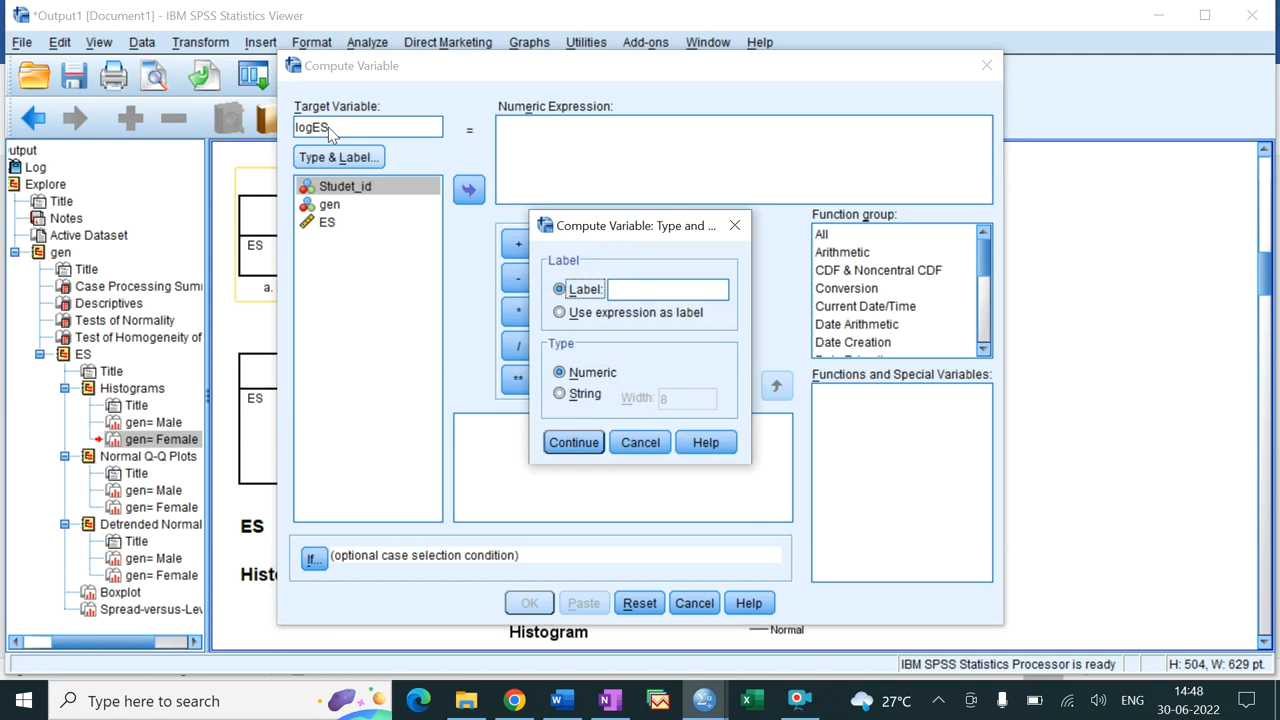 *Output1 [Document1] - IBM SPSS Statistics Viewer
File Edit View Data Transform Insert Format Analyze Direct Marketing Graphs Utilities Add-ons Window Help
Compute Variable
Target Variable:
logES
=
Type & Label...
Studet_id
gen
ES
Numeric Expression:
+
-
*
/
**
Compute Variable: Type and ...
Label
Label:
Use expression as label
Type
Numeric
String
Width: 8
Continue Cancel Help
Function group:
All
Arithmetic
CDF & Noncentral CDF
Conversion
Current Date/Time
Date Arithmetic
Date Creation
Functions and Special Variables:
If... (optional case selection condition)
OK Paste Reset Cancel Help
utput
Log
Explore
Title
Notes
Active Dataset
gen
Title
Case Processing Summ
Descriptives
Tests of Normality
Test of Homogeneity of
ES
Title
Histograms
Title
gen= Male
gen= Female
Normal Q-Q Plots
Title
gen= Male
gen= Female
Detrended Normal
Title
gen= Male
gen= Female
Boxplot
Spread-versus-Lev
ES
a.
ES
ES
Hist
Histogram
Normal
IBM SPSS Statistics Processor is ready
H: 504, W: 629 pt.
Type here to search
27°C
ENG
14:48
30-06-2022